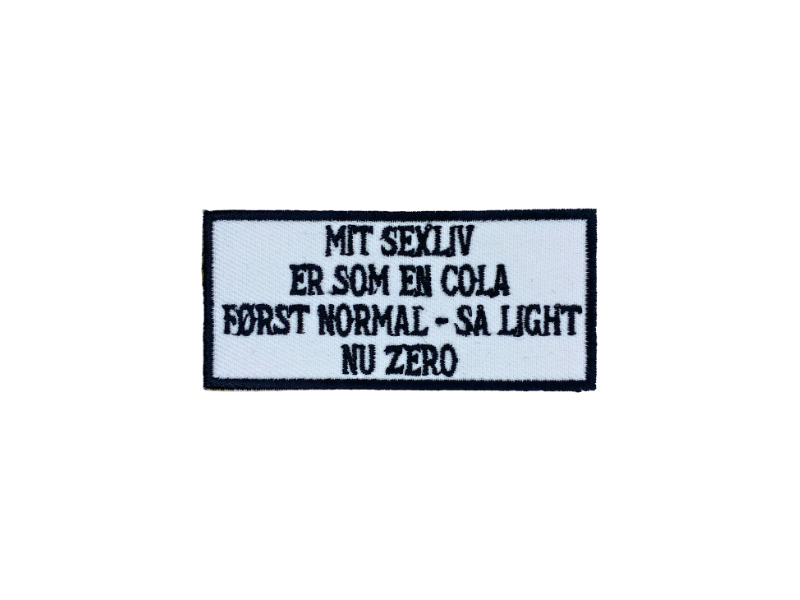 MIT SEXLIV
ER SOM EN COLA
FØRST NORMAL - SA LIGHT
NU ZERO